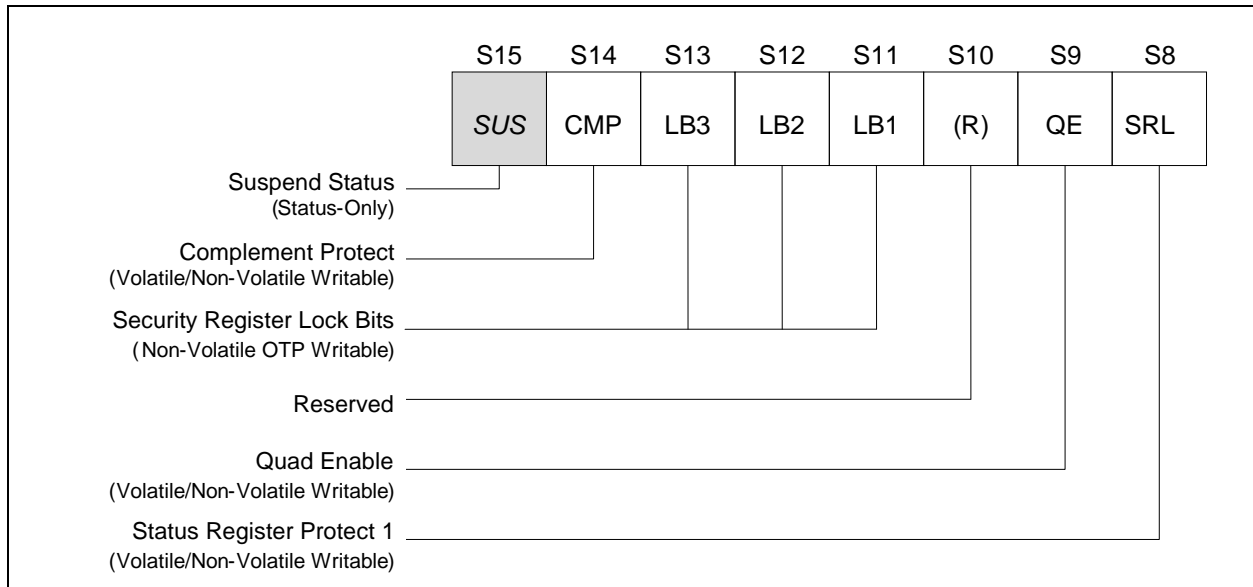 S15 S14 S13 S12 S11 S10 S9 S8
SUS CMP LB3 LB2 LB1 (R) QE SRL
Suspend Status
(Status-Only)
Complement Protect
(Volatile/Non-Volatile Writable)
Security Register Lock Bits
( Non-Volatile OTP Writable)
Reserved
Quad Enable
(Volatile/Non-Volatile Writable)
Status Register Protect 1
(Volatile/Non-Volatile Writable)